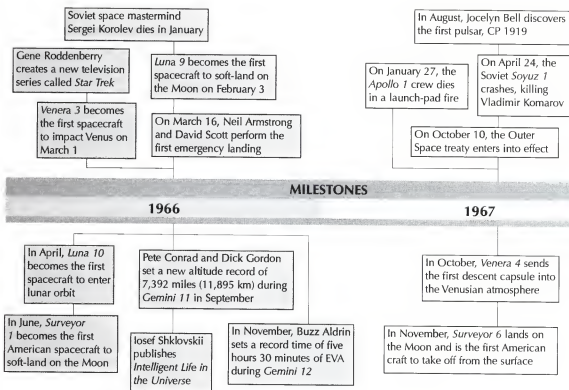 Soviet space mastermind
Sergei Korolev dies in January
Gene Roddenberry
creates a new television
series called Star Trek
Luna 9 becomes the first
spacecraft to soft-land on
the Moon on February 3
Venera 3 becomes
the first spacecraft
to impact Venus on
March 1
On March 16, Neil Armstrong
and David Scott perform the
first emergency landing
In August, Jocelyn Bell discovers
the first pulsar, CP 1919
On January 27, the
Apollo 1 crew dies
in a launch-pad fire
On April 24, the
Soviet Soyuz 1
crashes, killing
Vladimir Komarov
On October 10, the Outer
Space treaty enters into effect
MILESTONES
1966
1967
In April, Luna 10
becomes the first
spacecraft to enter
lunar orbit
In June, Surveyor
1 becomes the first
American spacecraft to
soft-land on the Moon
Pete Conrad and Dick Gordon
set a new altitude record of
7,392 miles (11,895 km) during
Gemini 11 in September
Iosef Shklovskii
publishes
Intelligent Life in
the Universe
In November, Buzz Aldrin
sets a record time of five
hours 30 minutes of EVA
during Gemini 12
In October, Venera 4 sends
the first descent capsule into
the Venusian atmosphere
In November, Surveyor 6 lands on
the Moon and is the first American
craft to take off from the surface